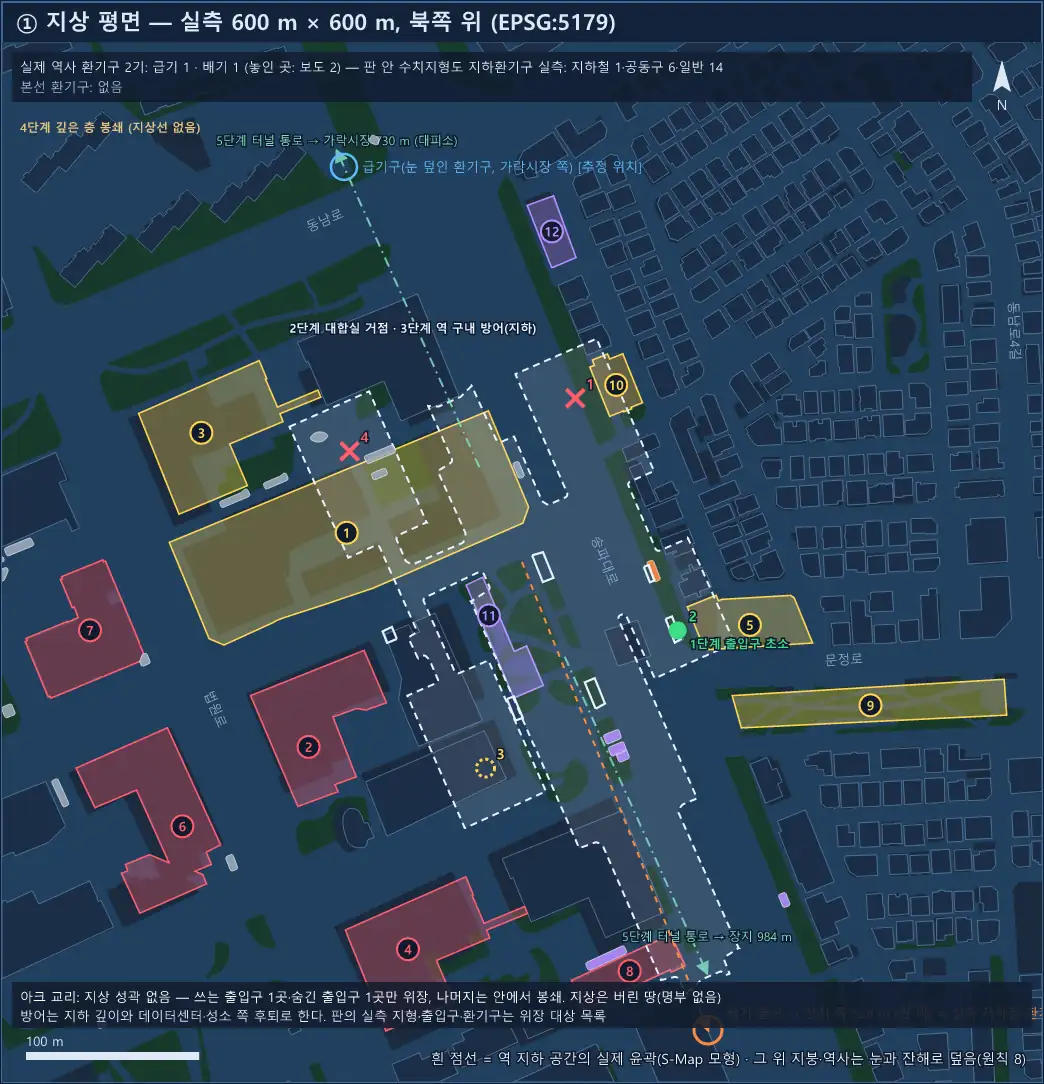 ① 지상 평면 — 실측 600 m × 600 m, 북쪽 위 (EPSG:5179)
실제 역사 환기구 2기: 급기 1 · 배기 1 (놓인 곳: 보도 2) — 판 안 수치지형도 지하환기구 실측: 지하철 1·공동구 6·일반 14
본선 환기구: 없음
N
4단계 깊은 층 봉쇄 (지상선 없음)
5단계 터널 통로 → 가락시장 730 m (대피소)
급기구(눈 덮인 환기구, 가락시장 쪽) [추정 위치]
동남로
12
동남로4길
2단계 대합실 거점 · 3단계 역 구내 방어(지하)
1
10
3
4
1
송파대로
11
2
5
1단계 출입구 초소
7
문정로
법원로
9
2
3
6
5단계 터널 통로 → 장지 984 m
4
8
아크 교리: 지상 성곽 없음 — 쓰는 출입구 1곳·숨긴 출입구 1곳만 위장, 나머지는 안에서 봉쇄. 지상은 버린 땅(명부 없음)
방어는 지하 깊이와 데이터센터·성소 쪽 후퇴로 한다. 판의 실측 지형·출입구·환기구는 위장 대상 목록
100 m
흰 점선 = 역 지하 공간의 실제 윤곽(S-Map 모형) · 그 위 지붕·역사는 눈과 잔해로 덮음(원칙 8)